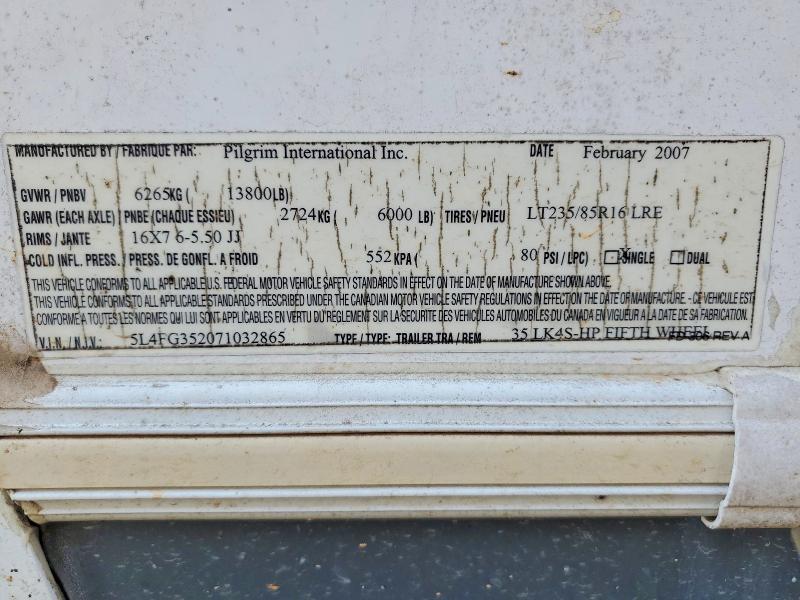 MANUFACTURED BY / FABRIQUE PAR: Pilgrim International Inc. DATE February 2007
GVWR / PNBV 6265KG ( 13800LB)
GAWR (EACH AXLE) / PNBE (CHAQUE ESSIEU) 2724KG ( 6000 LB) TIRES / PNEU LT235/85R16 LRE
RIMS / JANTE 16X7 6-5.50 JJ
COLD INFL. PRESS. / PRESS. DE GONFL. A FROID 552KPA ( 80 PSI / LPC) X SINGLE DUAL
THIS VEHICLE CONFORMS TO ALL APPLICABLE U.S. FEDERAL MOTOR VEHICLE SAFETY STANDARDS IN EFFECT ON THE DATE OF MANUFACTURE SHOWN ABOVE.
THIS VEHICLE CONFORMS TO ALL APPLICABLE STANDARDS PRESCRIBED UNDER THE CANADIAN MOTOR VEHICLE SAFETY REGULATIONS IN EFFECT ON THE DATE OF MANUFACTURE. - CE VEHICULE EST
CONFORME A TOUTES LES NORMES QUI LUI SONT APPLICABLES EN VERTU DU REGLEMENT SUR LA SECURITE DES VEHICULES AUTOMOBILES DU CANADA EN VIGUEUR A LA DATE DE SA FABRICATION.
V.I.N. / N.I.V.: 5L4FG352071032865 TYPE / TYPE: TRAILER TRA / REM 35 LK4S-HP FIFTH WHEEL REV A